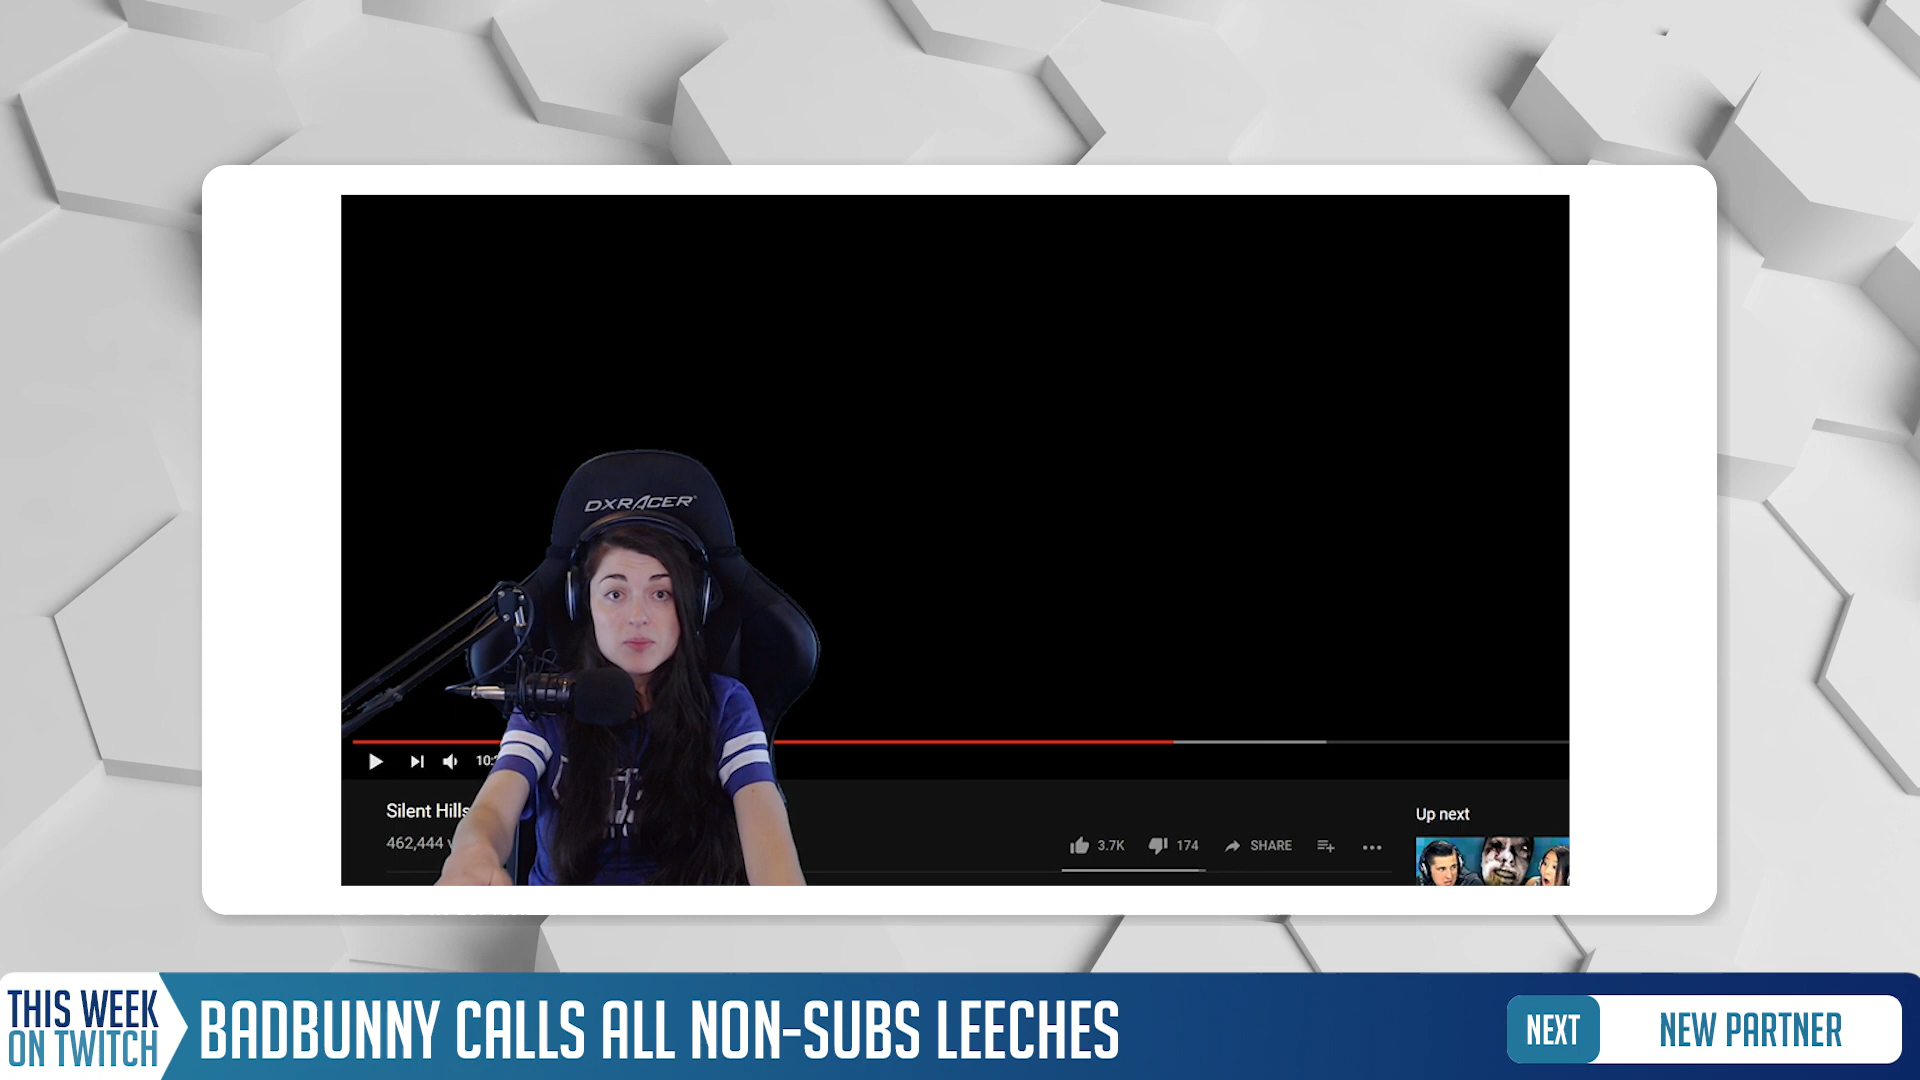 DXRACER
10:
Silent Hills
462,444
3.7K
174
SHARE
Up next
THIS WEEK
ON TWITCH
BADBUNNY CALLS ALL NON-SUBS LEECHES
NEXT
NEW PARTNER